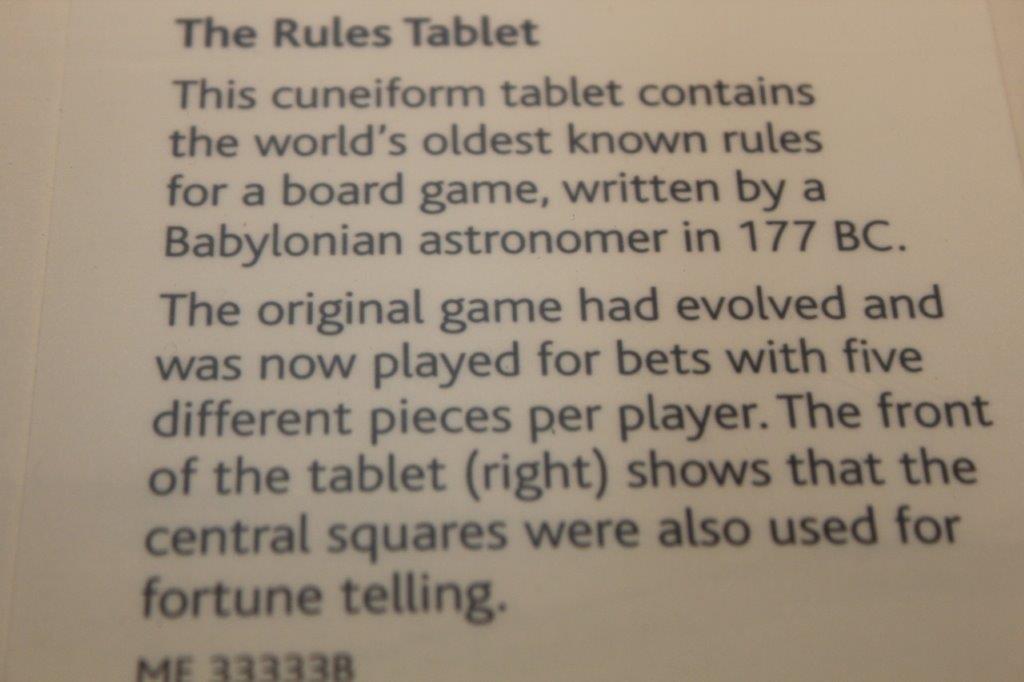 The Rules Tablet
This cuneiform tablet contains
the world's oldest known rules
for a board game, written by a
Babylonian astronomer in 177 BC.
The original game had evolved and
was now played for bets with five
different pieces per player. The front
of the tablet (right) shows that the
central squares were also used for
fortune telling.
ME 33333B